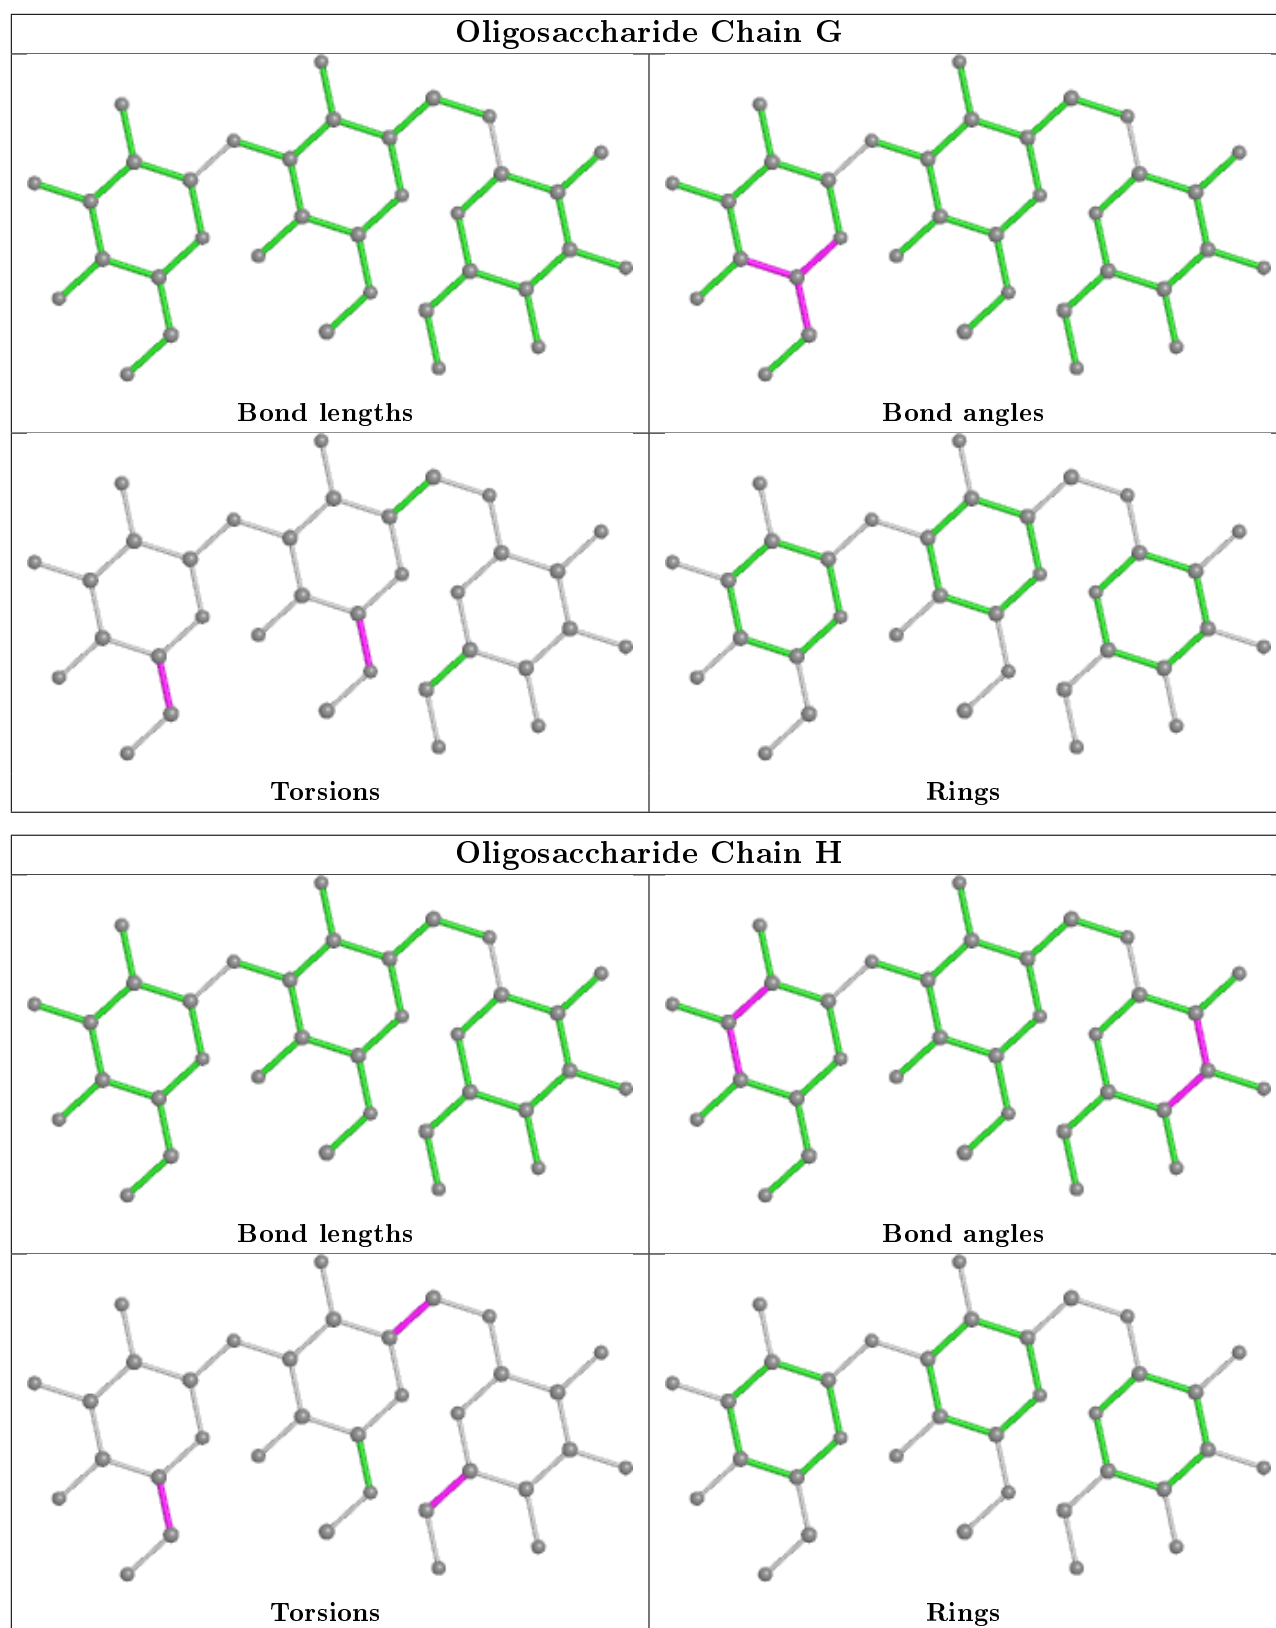 Oligosaccharide Chain G
Bond lengths
Bond angles
Torsions
Rings
Oligosaccharide Chain H
Bond lengths
Bond angles
Torsions
Rings